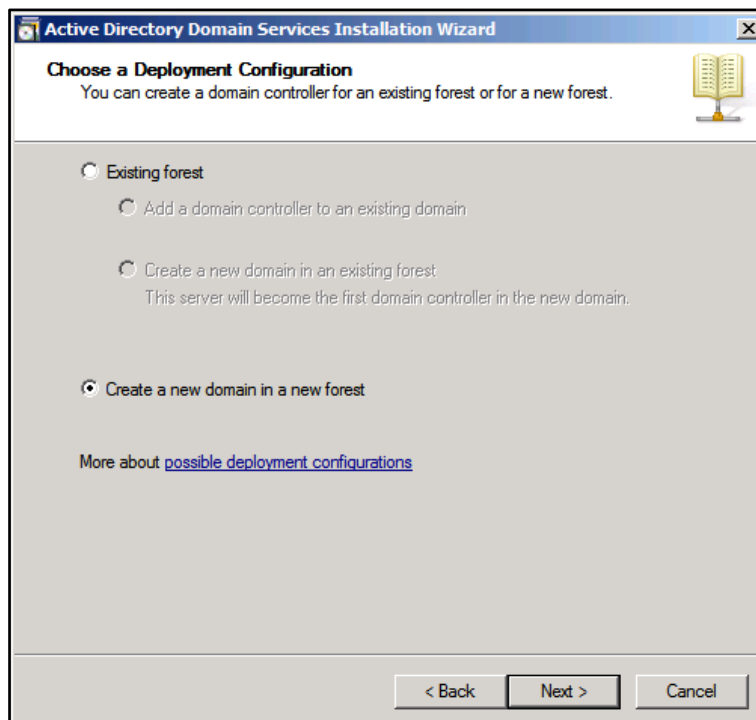 Active Directory Domain Services Installation Wizard
Choose a Deployment Configuration
You can create a domain controller for an existing forest or for a new forest.
Existing forest
Add a domain controller to an existing domain
Create a new domain in an existing forest
This server will become the first domain controller in the new domain.
Create a new domain in a new forest
More about possible deployment configurations
< Back Next > Cancel